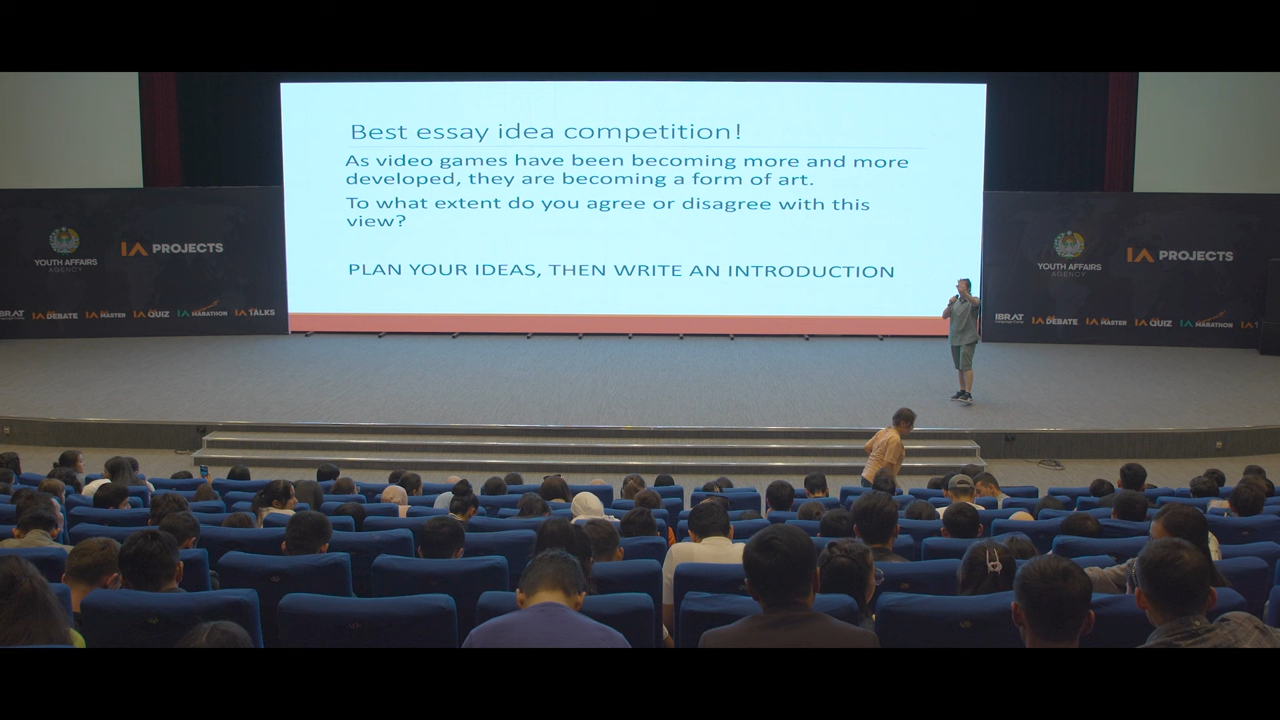 Best essay idea competition!
As video games have been becoming more and more
developed, they are becoming a form of art.
To what extent do you agree or disagree with this
view?
PLAN YOUR IDEAS, THEN WRITE AN INTRODUCTION
YOUTH AFFAIRS
AGENCY
IA PROJECTS
IBRAT
IA DEBATE
IA MASTER
IA QUIZ
IA MARATHON
IA TALKS
YOUTH AFFAIRS
AGENCY
IA PROJECTS
IBRAT
IA DEBATE
IA MASTER
IA QUIZ
IA MARATHON